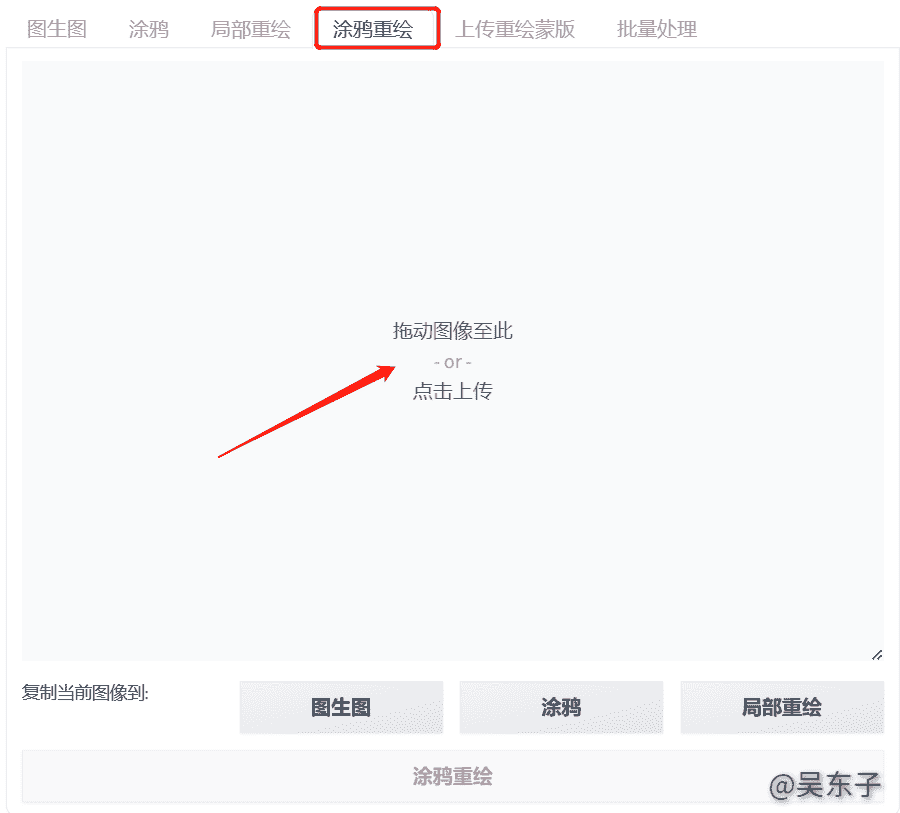 图生图 涂鸦 局部重绘 涂鸦重绘 上传重绘蒙版 批量处理
拖动图像至此
- or -
点击上传
复制当前图像到: 图生图 涂鸦 局部重绘
涂鸦重绘
@吴东子